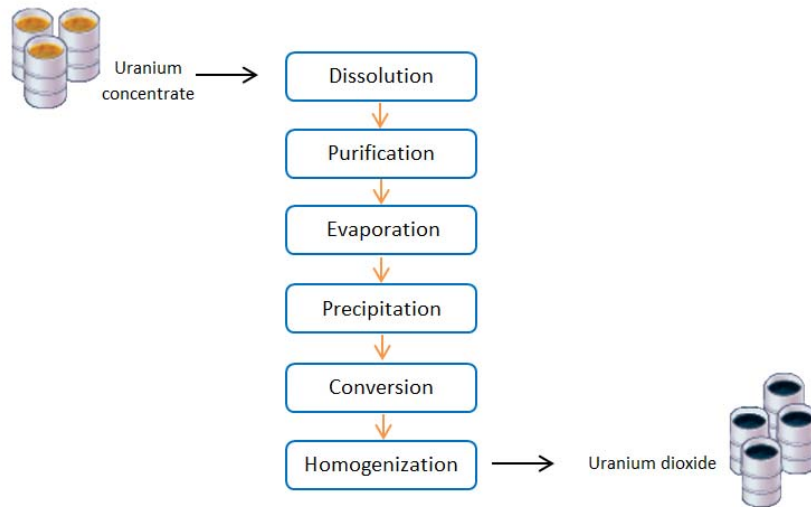 Uranium
concentrate
Dissolution
Purification
Evaporation
Precipitation
Conversion
Homogenization
Uranium dioxide